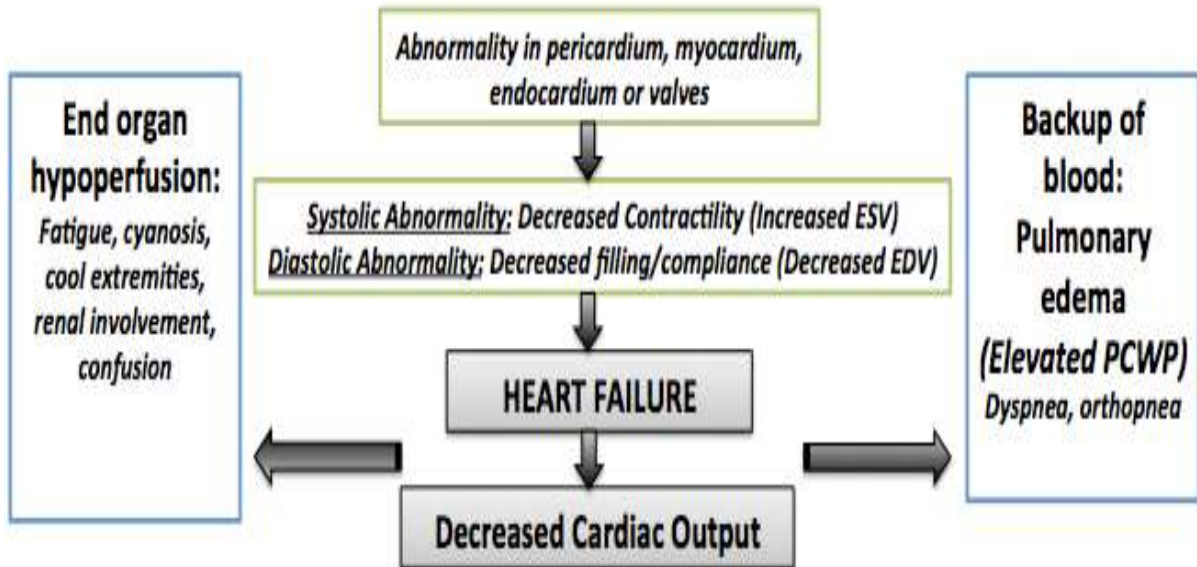 Abnormality in pericardium, myocardium,
endocardium or valves
End organ
hypoperfusion:
Fatigue, cyanosis,
cool extremities,
renal involvement,
confusion
Systolic Abnormality: Decreased Contractility (Increased ESV)
Diastolic Abnormality: Decreased filling/compliance (Decreased EDV)
HEART FAILURE
Decreased Cardiac Output
Backup of
blood:
Pulmonary
edema
(Elevated PCWP)
Dyspnea, orthopnea